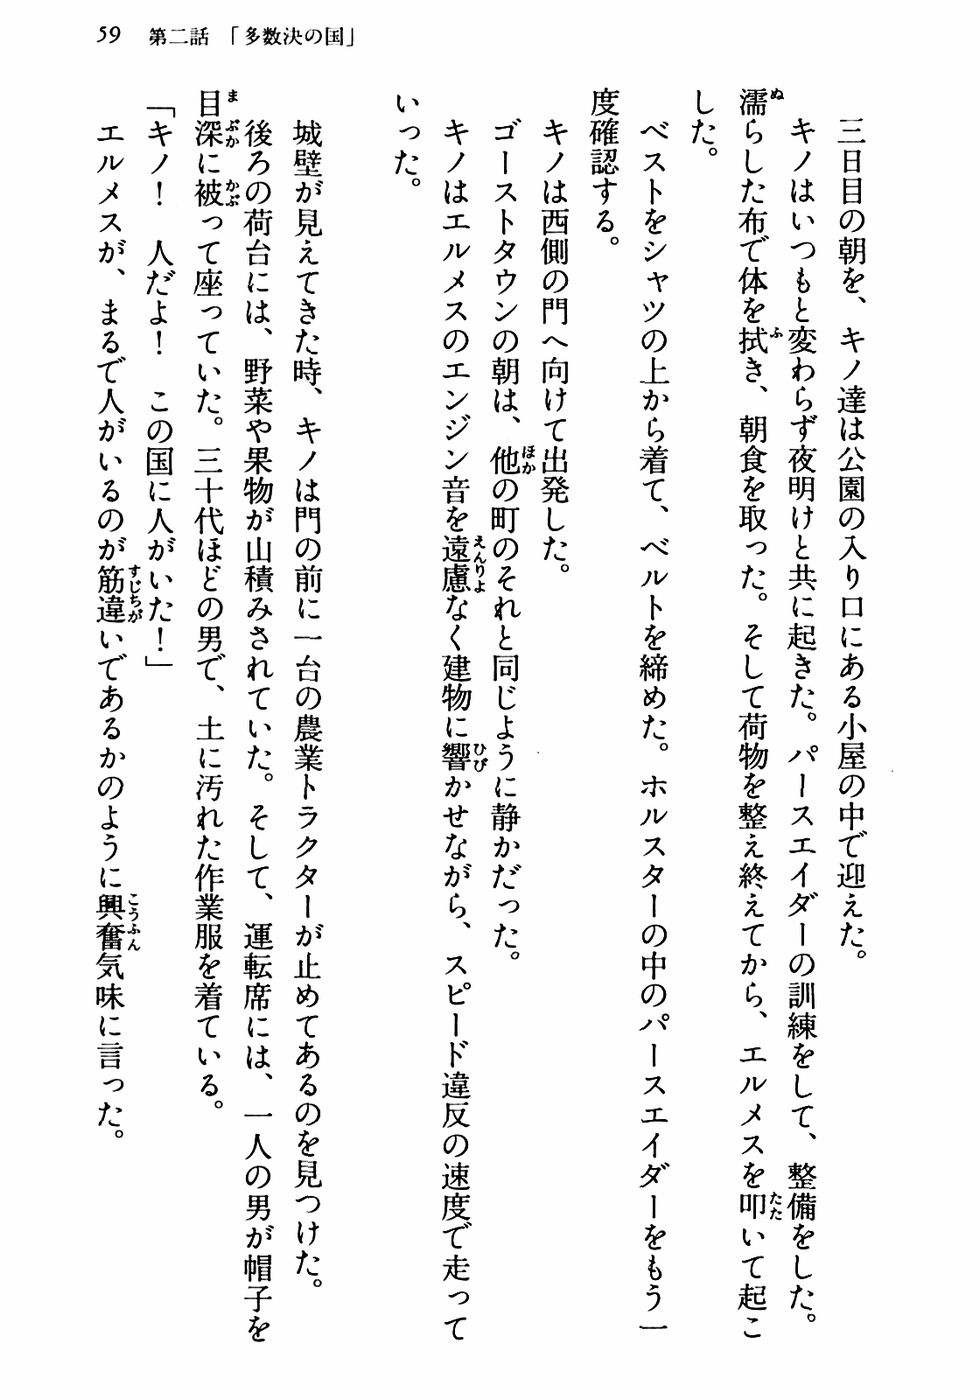 59　第二話　「多数決の国」
三日目の朝を、キノ達は公園の入り口にある小屋の中で迎えた。
キノはいつもと変わらず夜明けと共に起きた。パースエイダーの訓練をして、整備をした。
濡らした布で体を拭き、朝食を取った。そして荷物を整え終えてから、エルメスを叩いて起こ
した。
ベストをシャツの上から着て、ベルトを締めた。ホルスターの中のパースエイダーをもう一
度確認する。
キノは西側の門へ向けて出発した。
ゴーストタウンの朝は、他の町のそれと同じように静かだった。
キノはエルメスのエンジン音を遠慮なく建物に響かせながら、スピード違反の速度で走って
いった。
城壁が見えてきた時、キノは門の前に一台の農業トラクターが止めてあるのを見つけた。
後ろの荷台には、野菜や果物が山積みされていた。そして、運転席には、一人の男が帽子を
目深に被って座っていた。三十代ほどの男で、土に汚れた作業服を着ている。
「キノ！　人だよ！　この国に人がいた！」
エルメスが、まるで人がいるのが筋違いであるかのように興奮気味に言った。